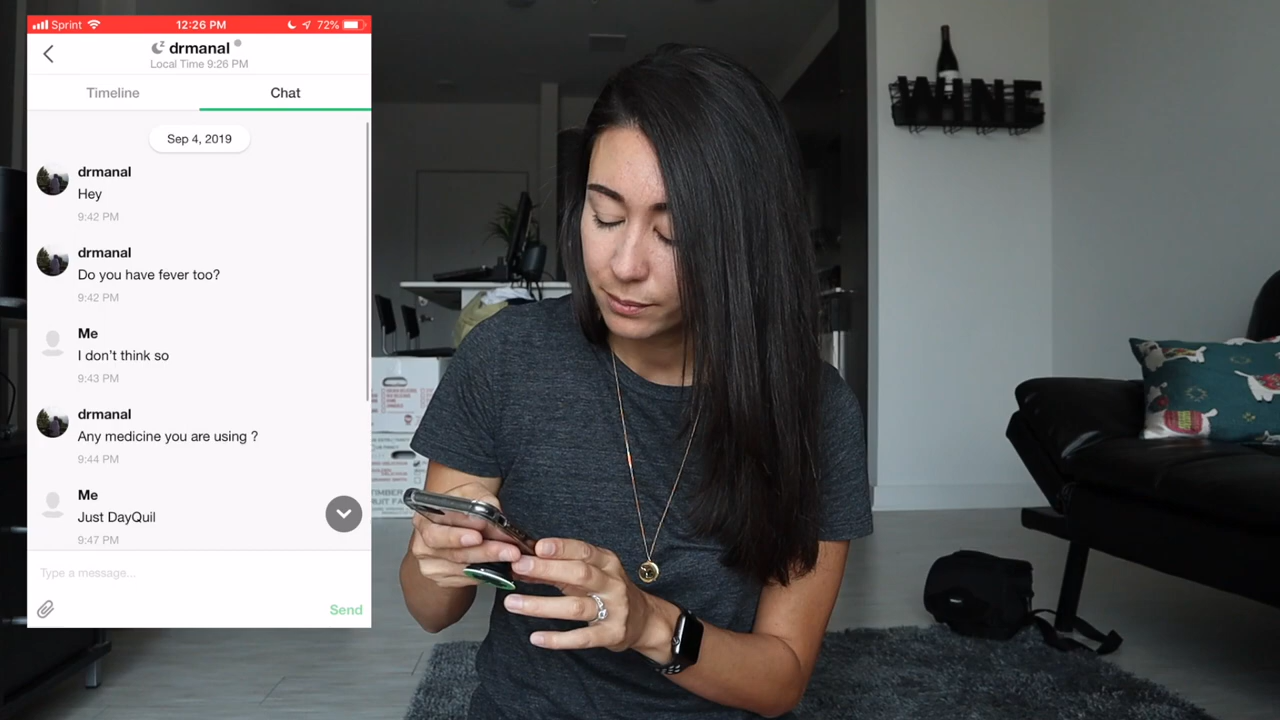 Sprint 12:26 PM 72%
drmanal
Local Time 9:26 PM
Timeline Chat
Sep 4, 2019
drmanal
Hey
9:42 PM
drmanal
Do you have fever too?
9:42 PM
Me
I don't think so
9:43 PM
drmanal
Any medicine you are using ?
9:44 PM
Me
Just DayQuil
9:47 PM
Type a message...
Send
WINE